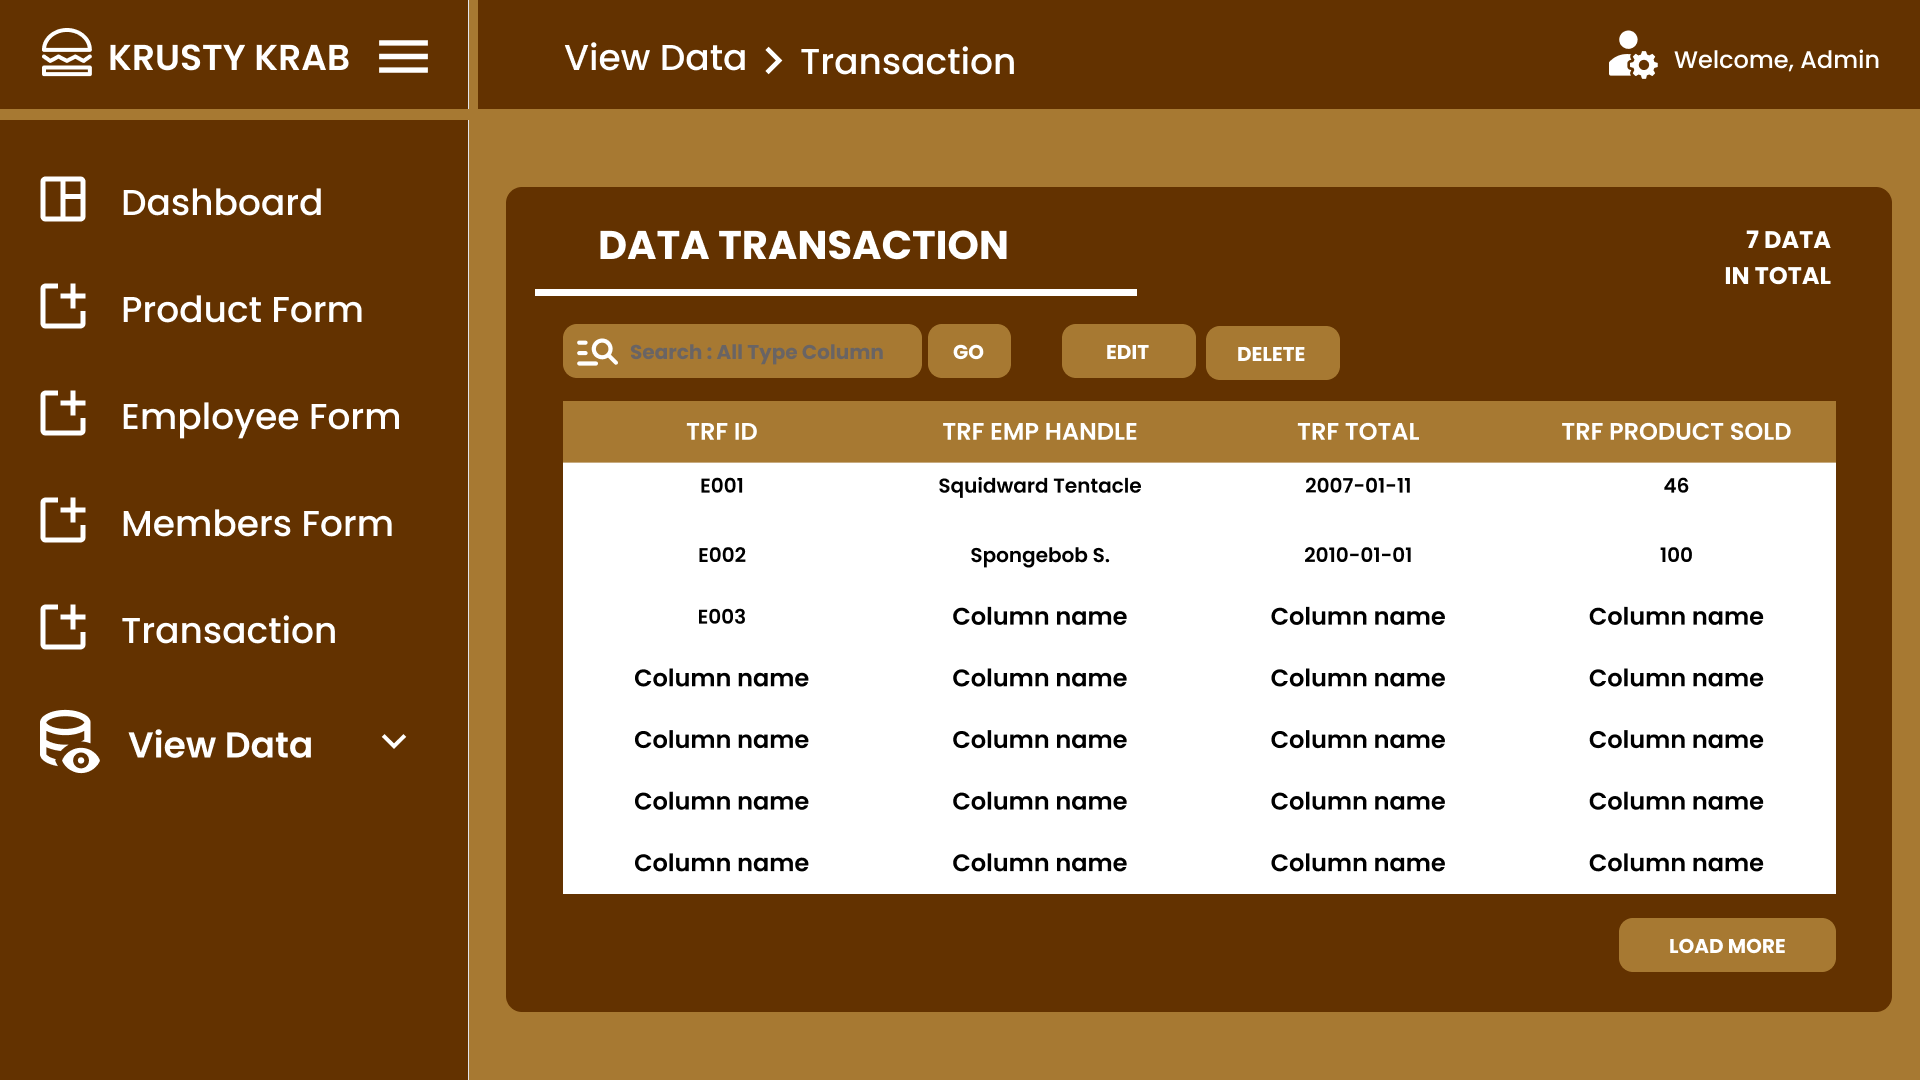 KRUSTY KRAB
View Data
Transaction
Welcome, Admin
Dashboard
Product Form
Employee Form
Members Form
Transaction
View Data
DATA TRANSACTION
7 DATA
IN TOTAL
Search : All Type Column
GO
EDIT
DELETE
TRF ID TRF EMP HANDLE TRF TOTAL TRF PRODUCT SOLD
E001 Squidward Tentacle 2007-01-11 46
E002 Spongebob S. 2010-01-01 100
E003 Column name Column name Column name
Column name Column name Column name Column name
Column name Column name Column name Column name
Column name Column name Column name Column name
Column name Column name Column name Column name
LOAD MORE